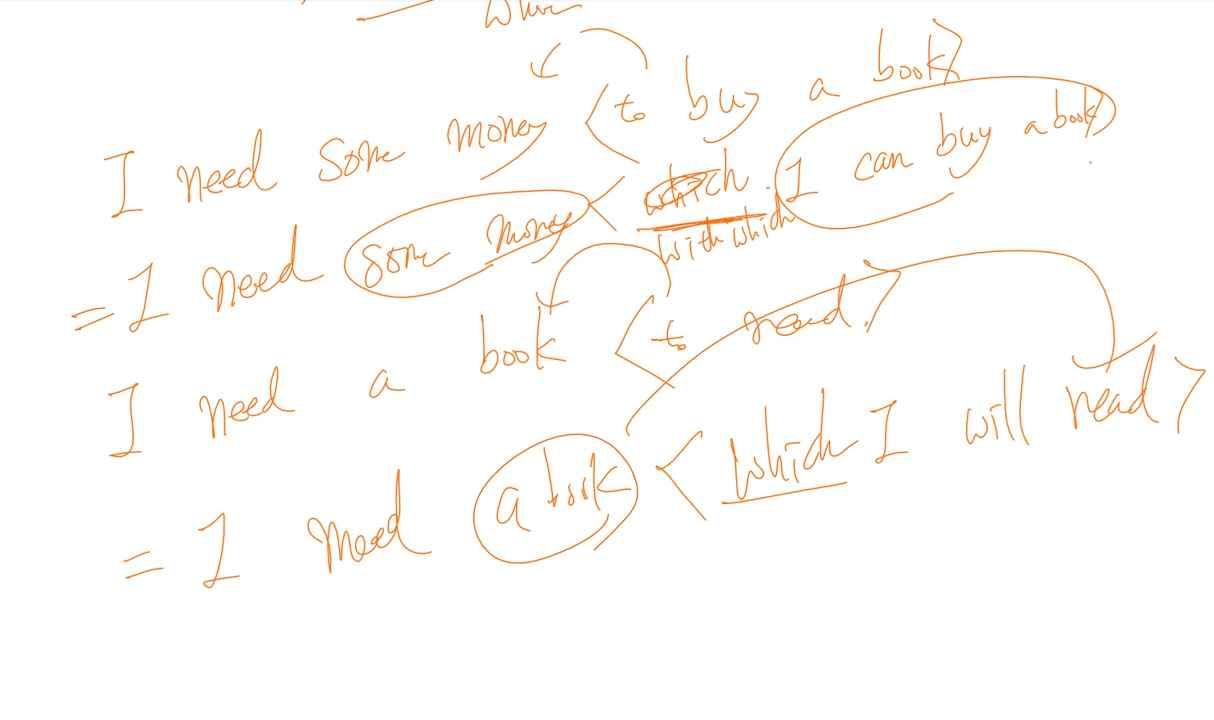 I need some money <to buy a book>
= I need some money < which I can buy a book>
with which
I need a book <to read>
= I need a book <which I will read>